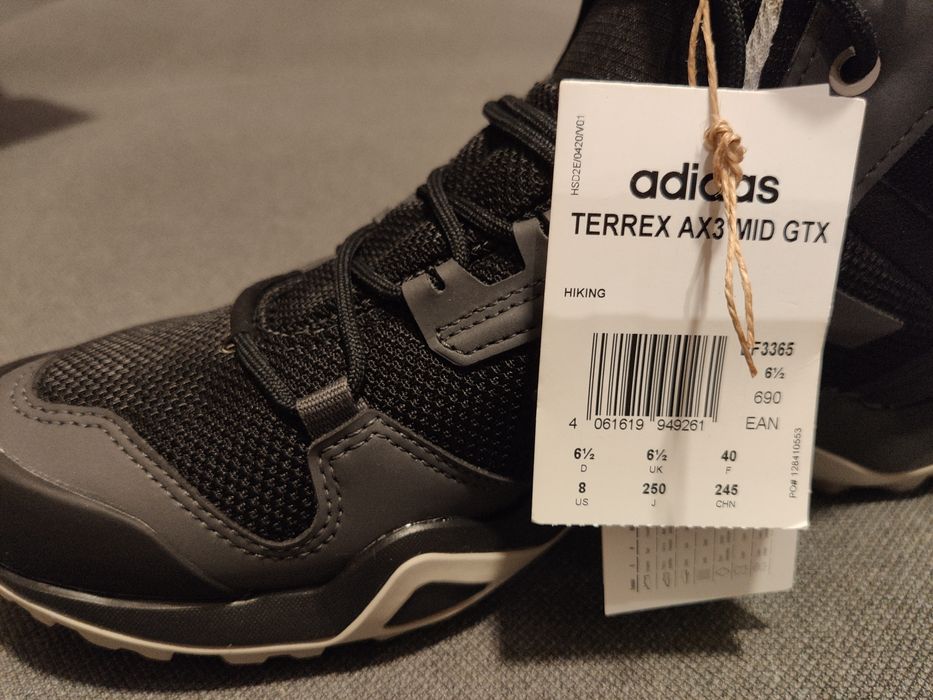 HSD2E/0420/V01
adidas
TERREX AX3 MID GTX
HIKING
F3365
6½
690
4 061619 949261
EAN
6½ 6½ 40
D UK F
8 250 245
US J CHN
PO# 128410553